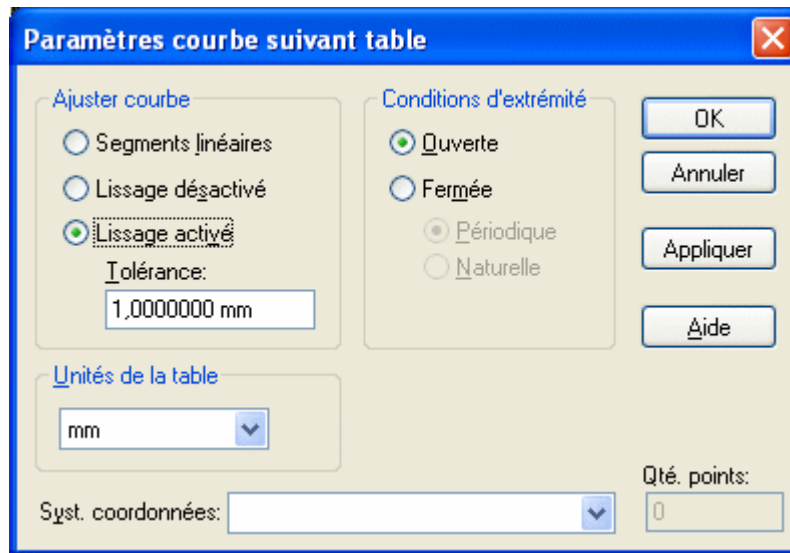 Paramètres courbe suivant table
Ajuster courbe
Segments linéaires
Lissage désactivé
Lissage activé
Tolérance:
1,0000000 mm
Conditions d'extrémité
Ouverte
Fermée
Périodique
Naturelle
OK
Annuler
Appliquer
Aide
Unités de la table
mm
Syst. coordonnées:
Qté. points:
0